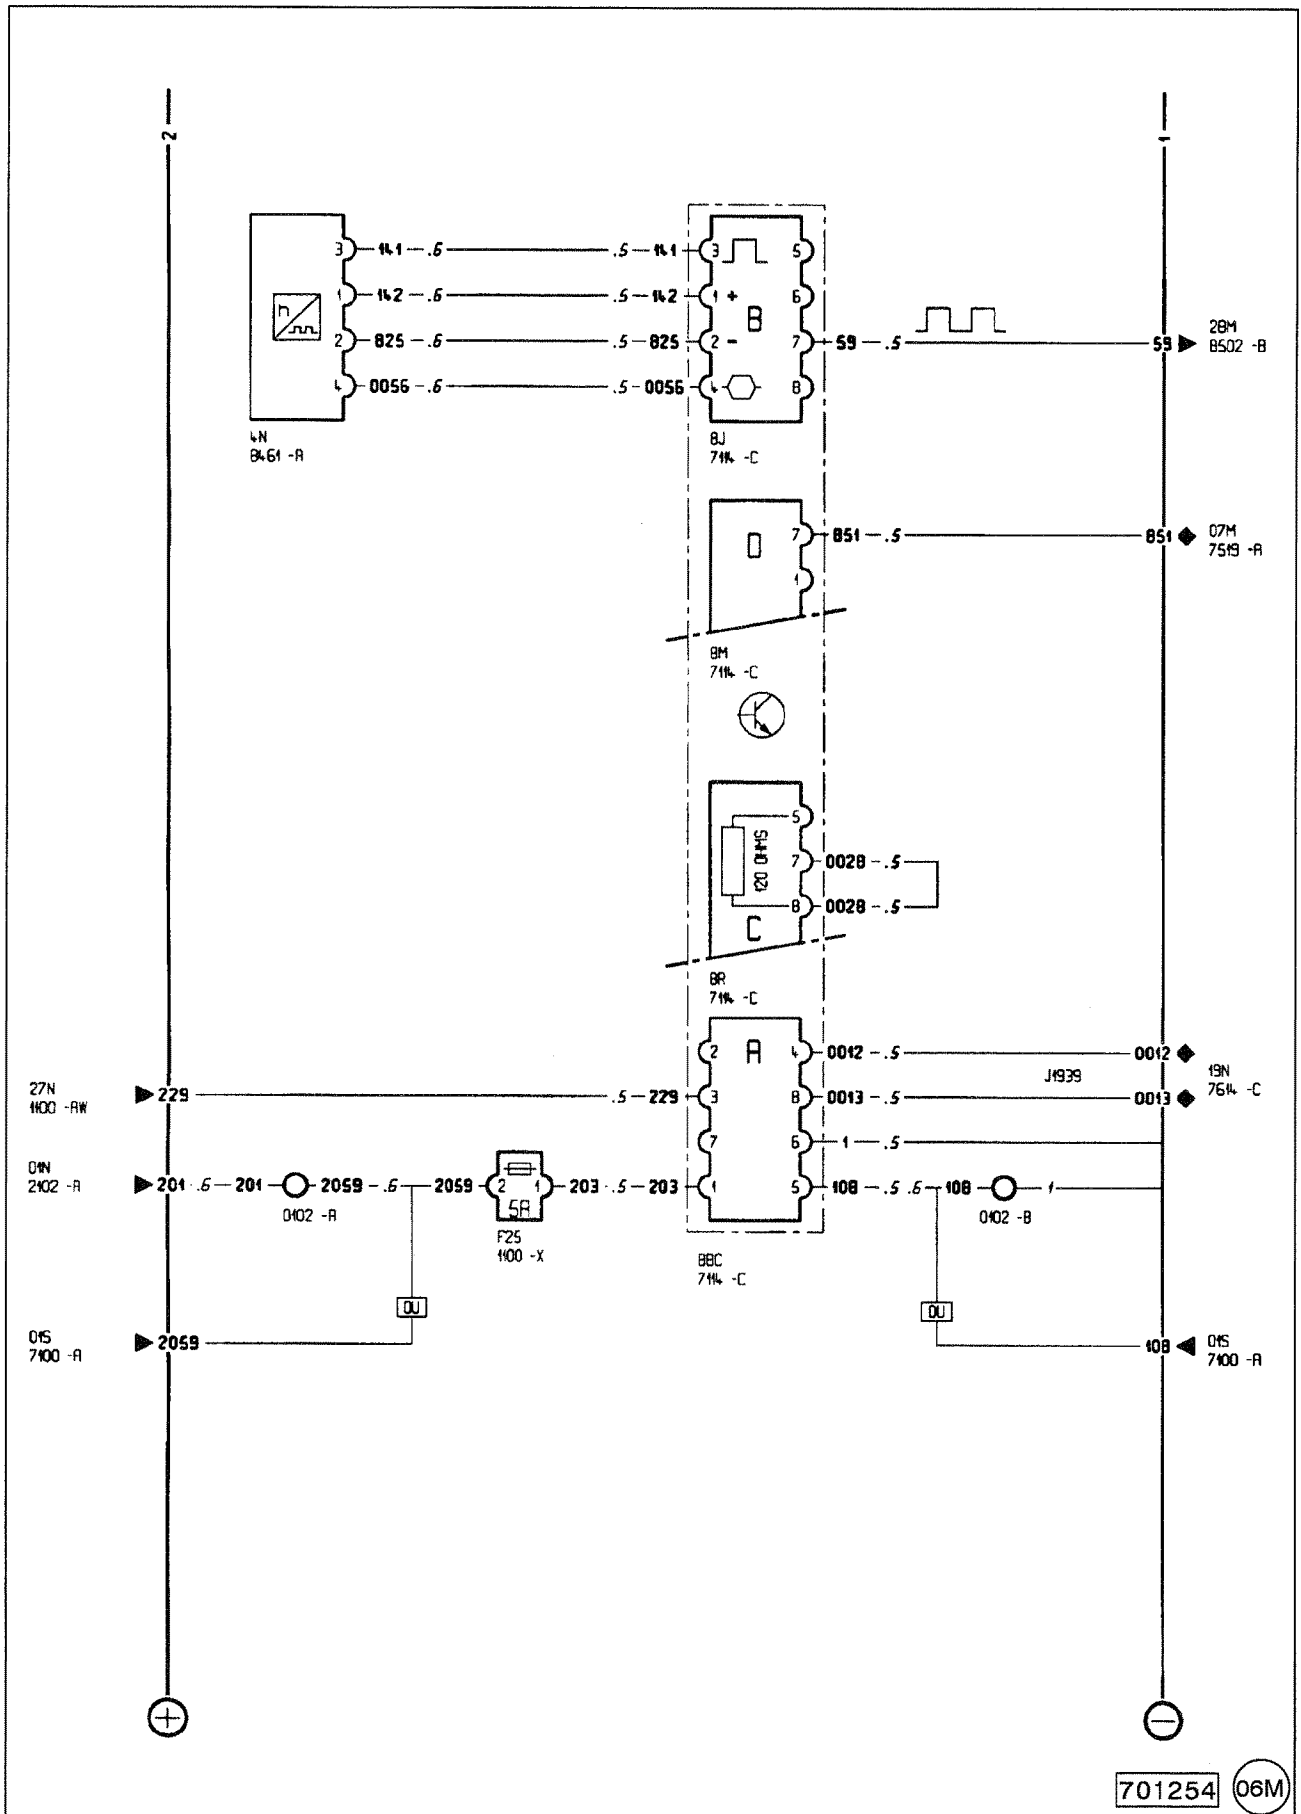 2
1
3 141 .6 .5 141 3 5
1 142 .6 .5 142 1 + 6
n
B
2 825 .6 .5 825 2 - 7 59 .5 59
28M
8502 -B
4 0056 .6 .5 0056 4 8
4N
8461 -A
8J
7114 -C
D
7 851 .5 851
07M
7519 -A
1
8M
7114 -C
5
120 OHMS
7 0028 .5
8 0028 .5
C
8R
7114 -C
2 A 4 0012 .5 0012
J1939
19N
7614 -C
27N
1100 -AW
229 .5 229 3 8 0013 .5 0013
7 6 1 .5
01N
2102 -A
201 .6 201 2059 .6 2059 2 1 203 .5 203 1 5 108 .5 .6 108 1
0102 -A
5A
0102 -B
F25
1100 -X
BBC
7114 -C
OU
OU
01S
7100 -A
2059
108
01S
7100 -A
+
−
701254
06M